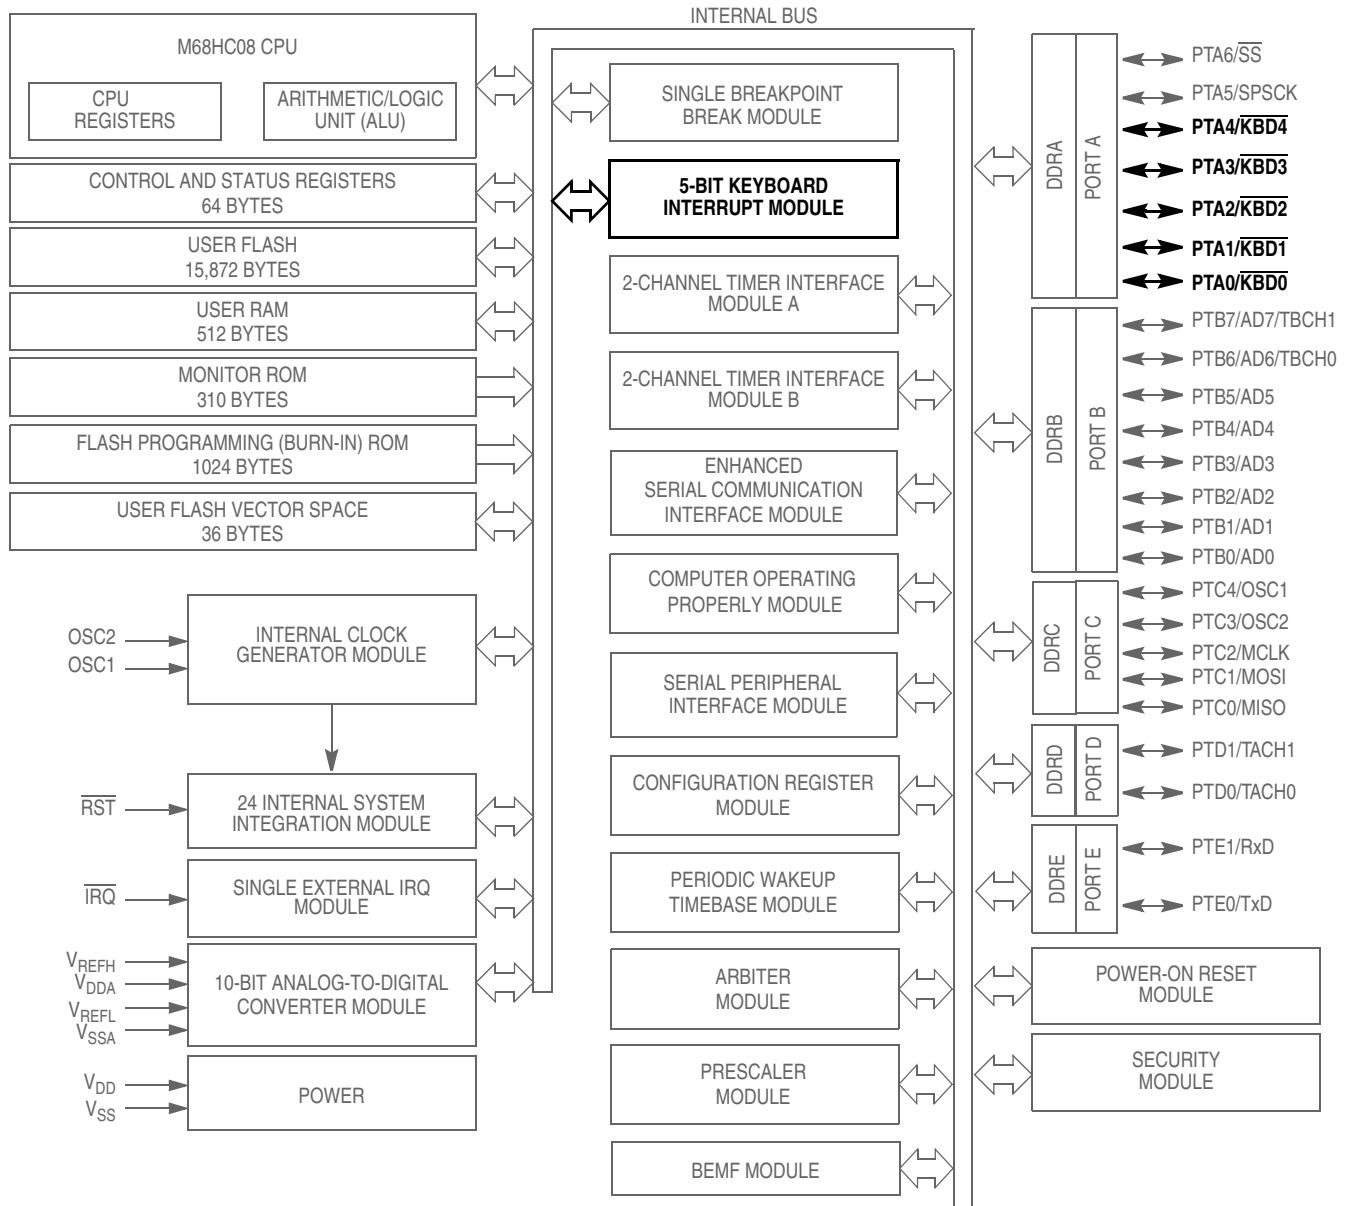 INTERNAL BUS
M68HC08 CPU
CPU
REGISTERS
ARITHMETIC/LOGIC
UNIT (ALU)
CONTROL AND STATUS REGISTERS
64 BYTES
USER FLASH
15,872 BYTES
USER RAM
512 BYTES
MONITOR ROM
310 BYTES
FLASH PROGRAMMING (BURN-IN) ROM
1024 BYTES
USER FLASH VECTOR SPACE
36 BYTES
OSC2
OSC1
INTERNAL CLOCK
GENERATOR MODULE
RST
24 INTERNAL SYSTEM
INTEGRATION MODULE
IRQ
SINGLE EXTERNAL IRQ
MODULE
VREFH
VDDA
VREFL
VSSA
10-BIT ANALOG-TO-DIGITAL
CONVERTER MODULE
VDD
VSS
POWER
SINGLE BREAKPOINT
BREAK MODULE
5-BIT KEYBOARD
INTERRUPT MODULE
2-CHANNEL TIMER INTERFACE
MODULE A
2-CHANNEL TIMER INTERFACE
MODULE B
ENHANCED
SERIAL COMMUNICATION
INTERFACE MODULE
COMPUTER OPERATING
PROPERLY MODULE
SERIAL PERIPHERAL
INTERFACE MODULE
CONFIGURATION REGISTER
MODULE
PERIODIC WAKEUP
TIMEBASE MODULE
ARBITER
MODULE
PRESCALER
MODULE
BEMF MODULE
DDRA
PORT A
PTA6/SS
PTA5/SPSCK
PTA4/KBD4
PTA3/KBD3
PTA2/KBD2
PTA1/KBD1
PTA0/KBD0
DDRB
PORT B
PTB7/AD7/TBCH1
PTB6/AD6/TBCH0
PTB5/AD5
PTB4/AD4
PTB3/AD3
PTB2/AD2
PTB1/AD1
PTB0/AD0
DDRC
PORT C
PTC4/OSC1
PTC3/OSC2
PTC2/MCLK
PTC1/MOSI
PTC0/MISO
DDRD
PORT D
PTD1/TACH1
PTD0/TACH0
DDRE
PORT E
PTE1/RxD
PTE0/TxD
POWER-ON RESET
MODULE
SECURITY
MODULE